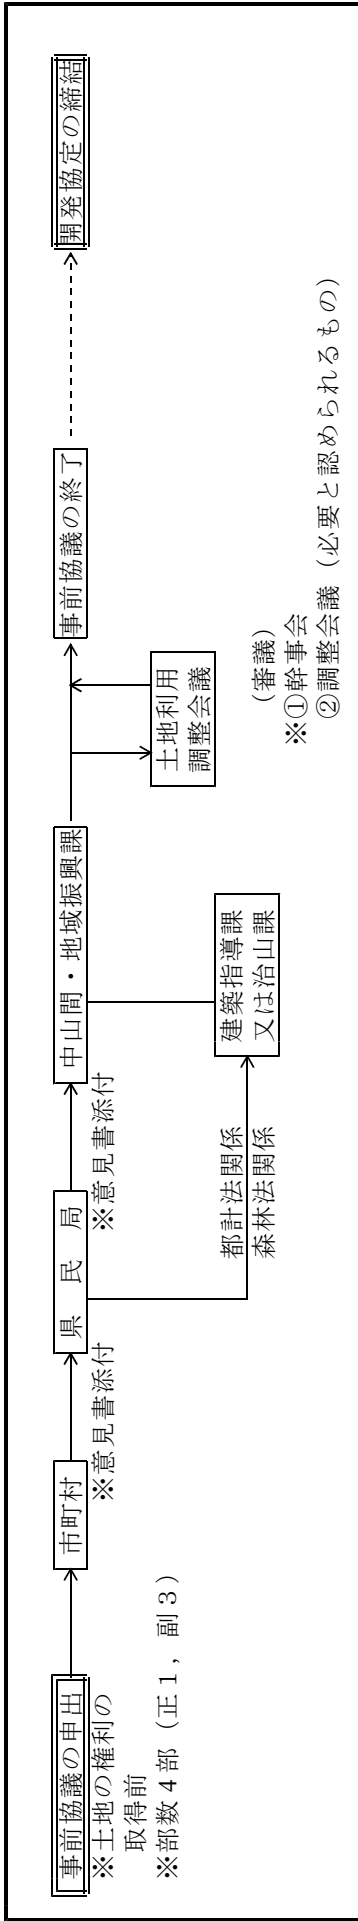 事前協議の申出
※土地の権利の
取得前
※部数4部（正1，副3）
市町村
※意見書添付
県 民 局
※意見書添付
都計法関係
森林法関係
中山間・地域振興課
建築指導課
又は治山課
土地利用
調整会議
（審議）
※①幹事会
②調整会議（必要と認められるもの）
事前協議の終了
開発協定の締結